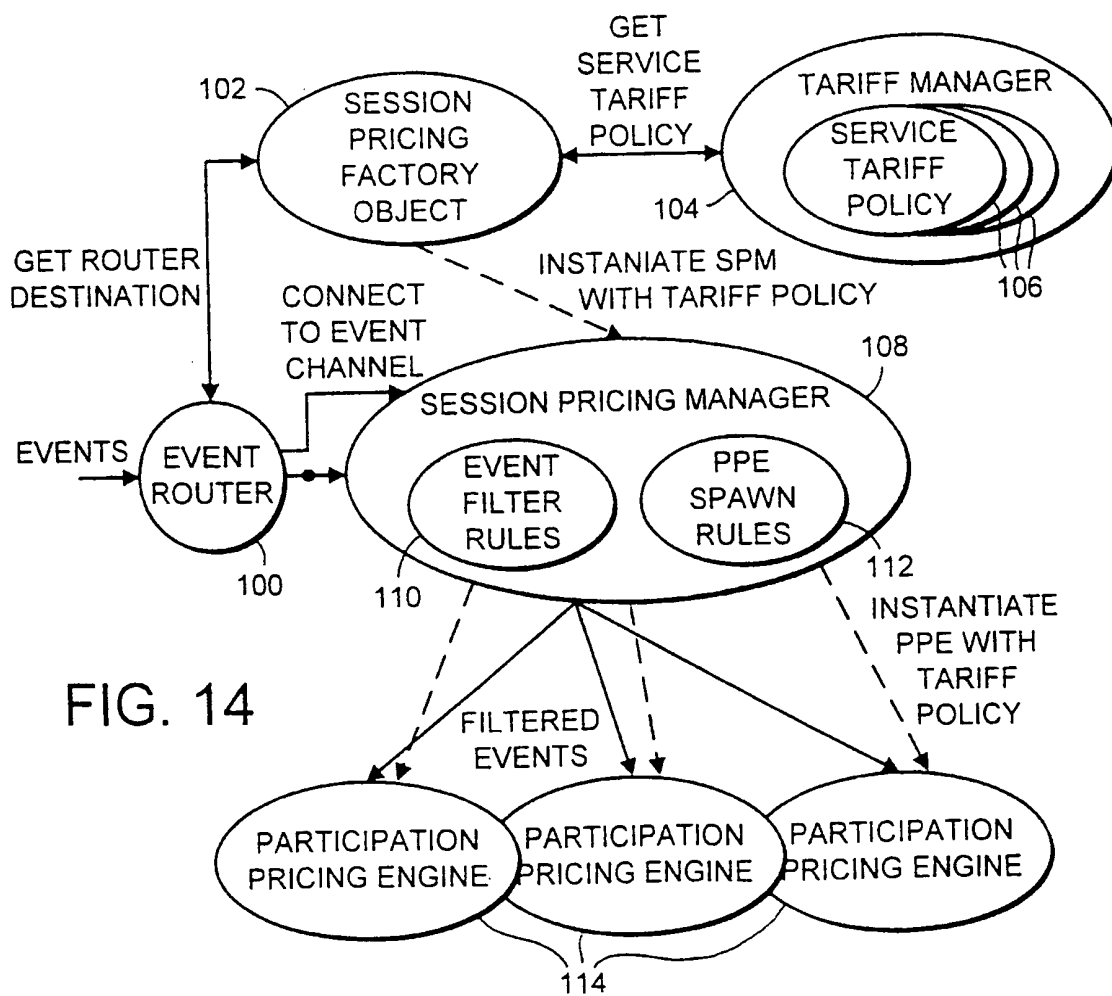 102
SESSION
PRICING
FACTORY
OBJECT
GET
SERVICE
TARIFF
POLICY
TARIFF MANAGER
SERVICE
TARIFF
POLICY
104
106
GET ROUTER
DESTINATION
INSTANIATE SPM
WITH TARIFF POLICY
CONNECT
TO EVENT
CHANNEL
108
SESSION PRICING MANAGER
EVENTS
EVENT
ROUTER
100
EVENT
FILTER
RULES
110
PPE
SPAWN
RULES
112
INSTANTIATE
PPE WITH
TARIFF
POLICY
FIG. 14
FILTERED
EVENTS
PARTICIPATION
PRICING ENGINE
PARTICIPATION
PRICING ENGINE
PARTICIPATION
PRICING ENGINE
114